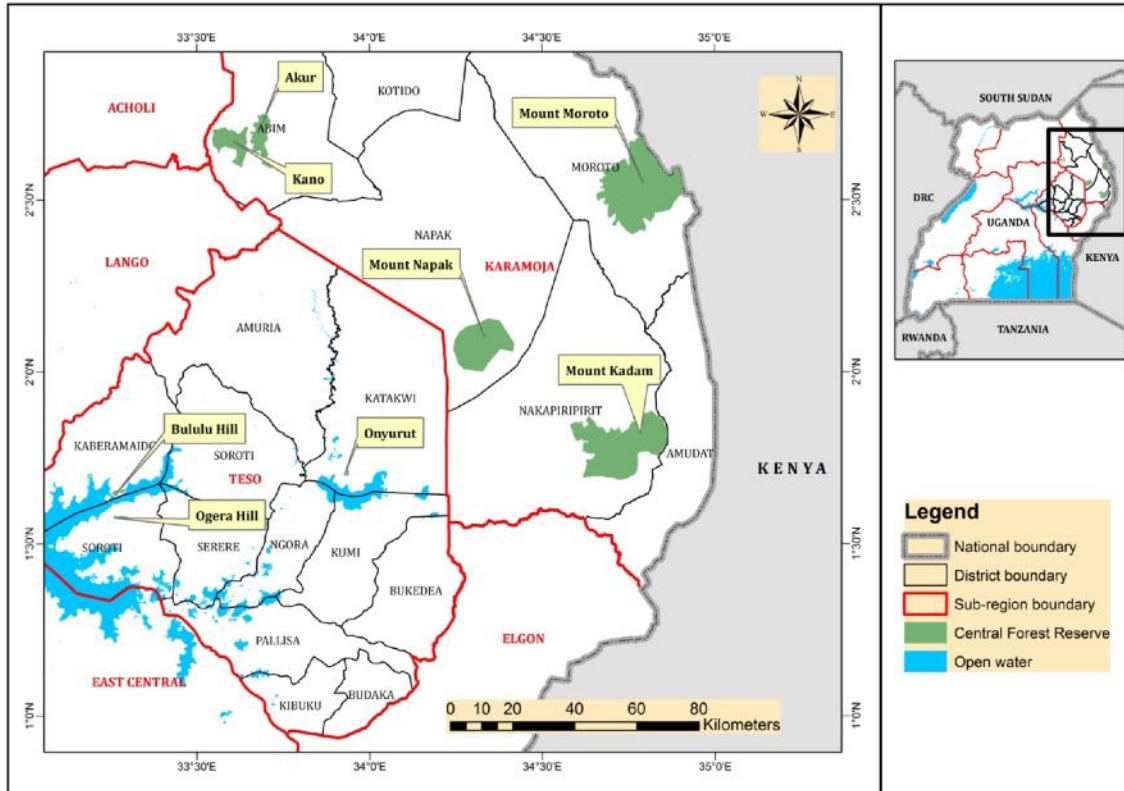 33°30'E
34°0'E
34°30'E
35°0'E
Akur
ACHOLI
KOTIDO
ABIM
Mount Moroto
N
W
E
S
Kano
MOROTO
2°30'N
2°30'N
NAPAK
KARAMOJA
LANGO
Mount Napak
AMURIA
2°0'N
2°0'N
Mount Kadam
KATAKWI
NAKAPIRIPIRIT
Bululu Hill
Onyurut
KABERAMAIDO
SOROTI
AMUDAT
TESO
KENYA
Ogera Hill
SOROTI
SERERE
NGORA
KUMI
1°30'N
1°30'N
BUKEDEA
PALLISA
ELGON
EAST CENTRAL
KIBUKU
BUDAKA
1°0'N
1°0'N
0 20 40 60 80
Kilometers
33°30'E
34°0'E
34°30'E
35°0'E
SOUTH SUDAN
DRC
UGANDA
KENYA
RWANDA
TANZANIA
Legend
National boundary
District boundary
Sub-region boundary
Central Forest Reserve
Open water